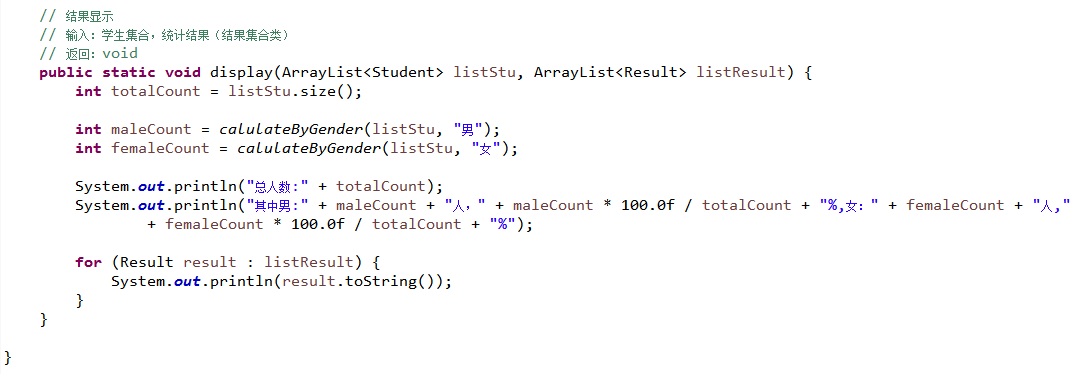 // 结果显示
// 输入：学生集合，统计结果（结果集合类）
// 返回：void
public static void display(ArrayList<Student> listStu, ArrayList<Result> listResult) {
int totalCount = listStu.size();
int maleCount = calulateByGender(listStu, "男");
int femaleCount = calulateByGender(listStu, "女");
System.out.println("总人数:" + totalCount);
System.out.println("其中男:" + maleCount + "人，" + maleCount * 100.0f / totalCount + "%,女：" + femaleCount + "人,"
+ femaleCount * 100.0f / totalCount + "%");
for (Result result : listResult) {
System.out.println(result.toString());
}
}
}